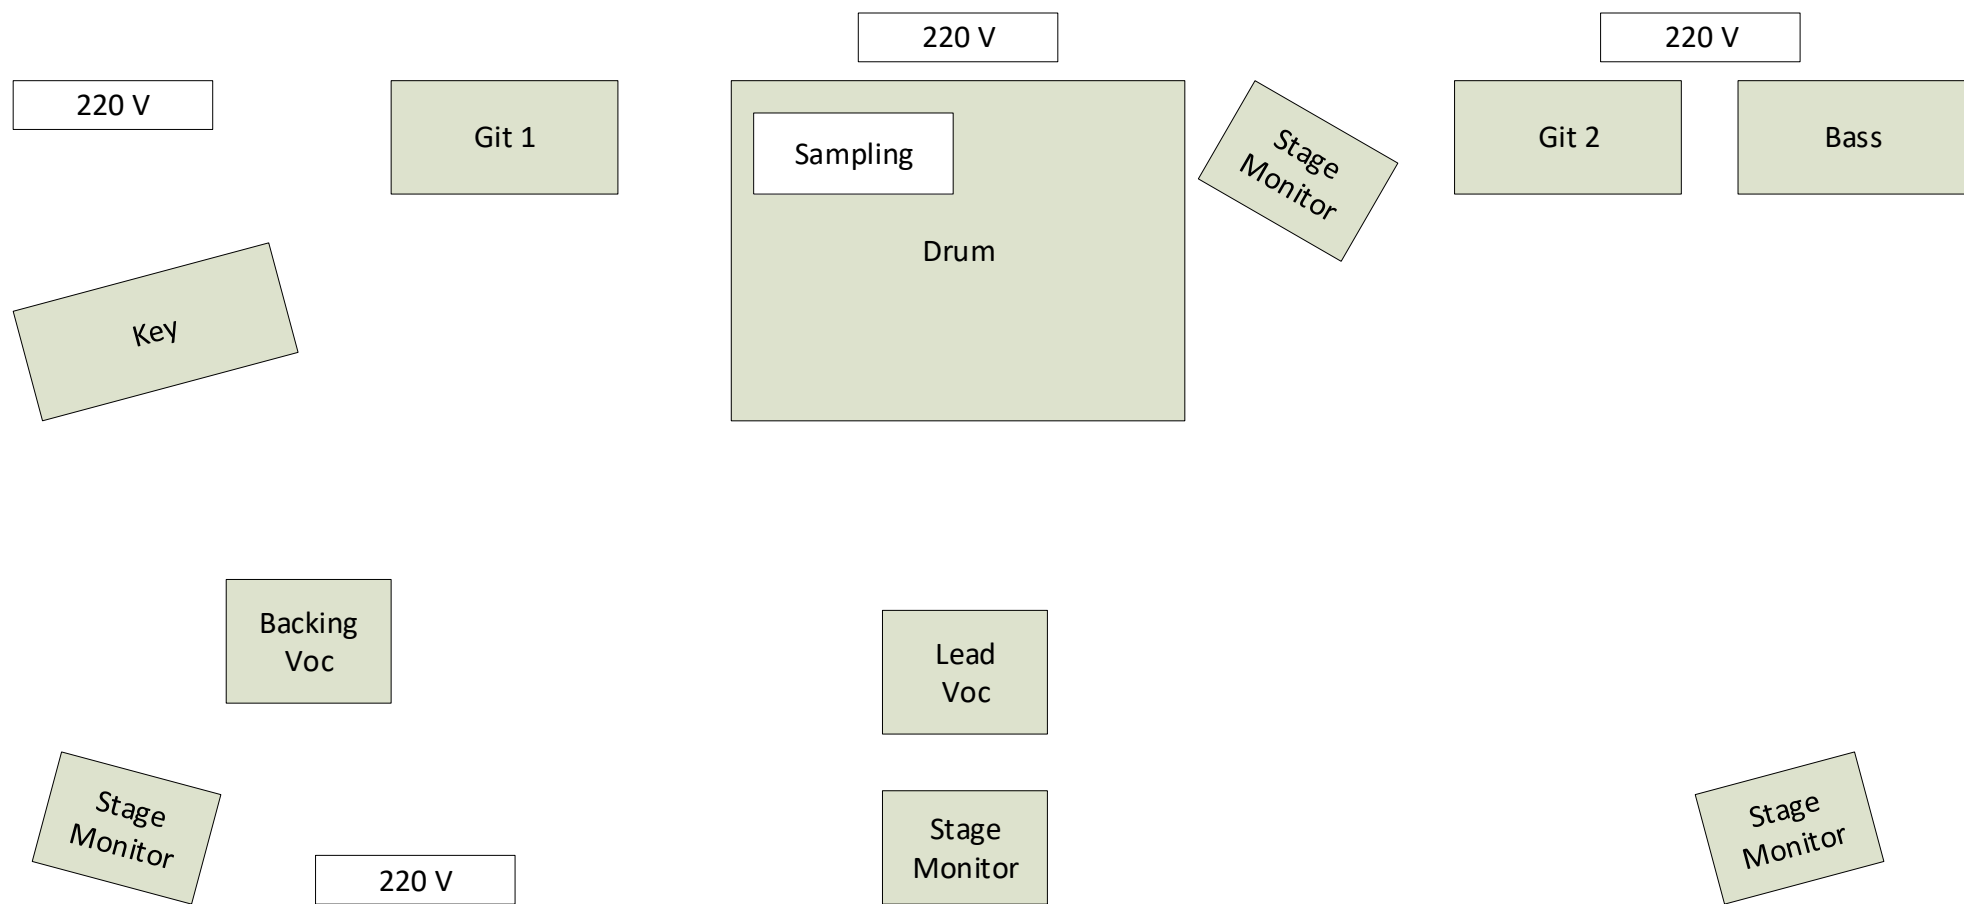 220 V
220 V
220 V
Git 1
Sampling
Drum
Stage
Monitor
Git 2
Bass
Key
Backing
Voc
Lead
Voc
Stage
Monitor
220 V
Stage
Monitor
Stage
Monitor